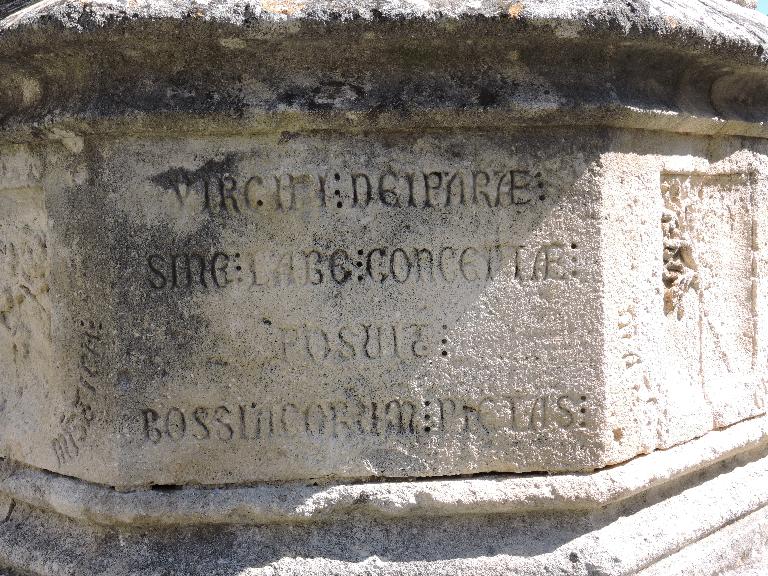 VIRGINI⁝DEIPARÆ⁝
SINE⁝LABE⁝CONCEPTÆ⁝
POSUIT⁝
BOSSINCORUM⁝PIETAS⁝